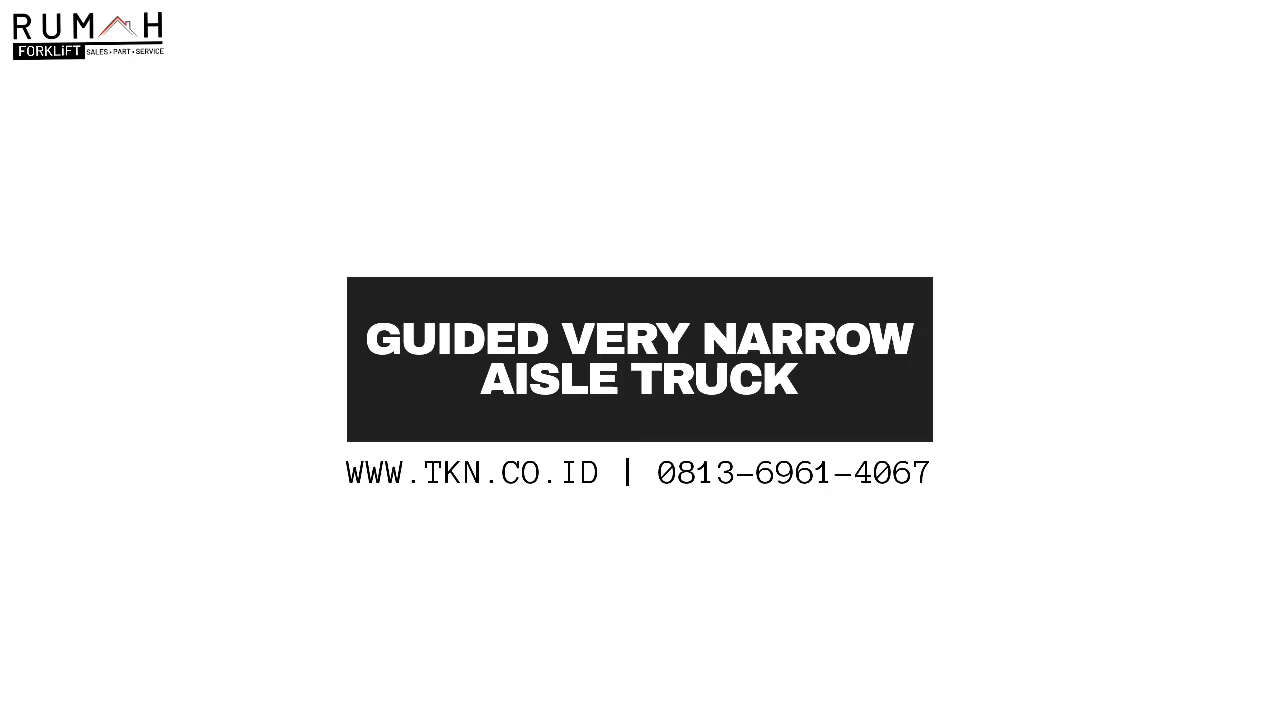 RUMAH
FORKLiFT SALES • PART • SERVICE
GUIDED VERY NARROW
AISLE TRUCK
WWW.TKN.CO.ID | 0813-6961-4067